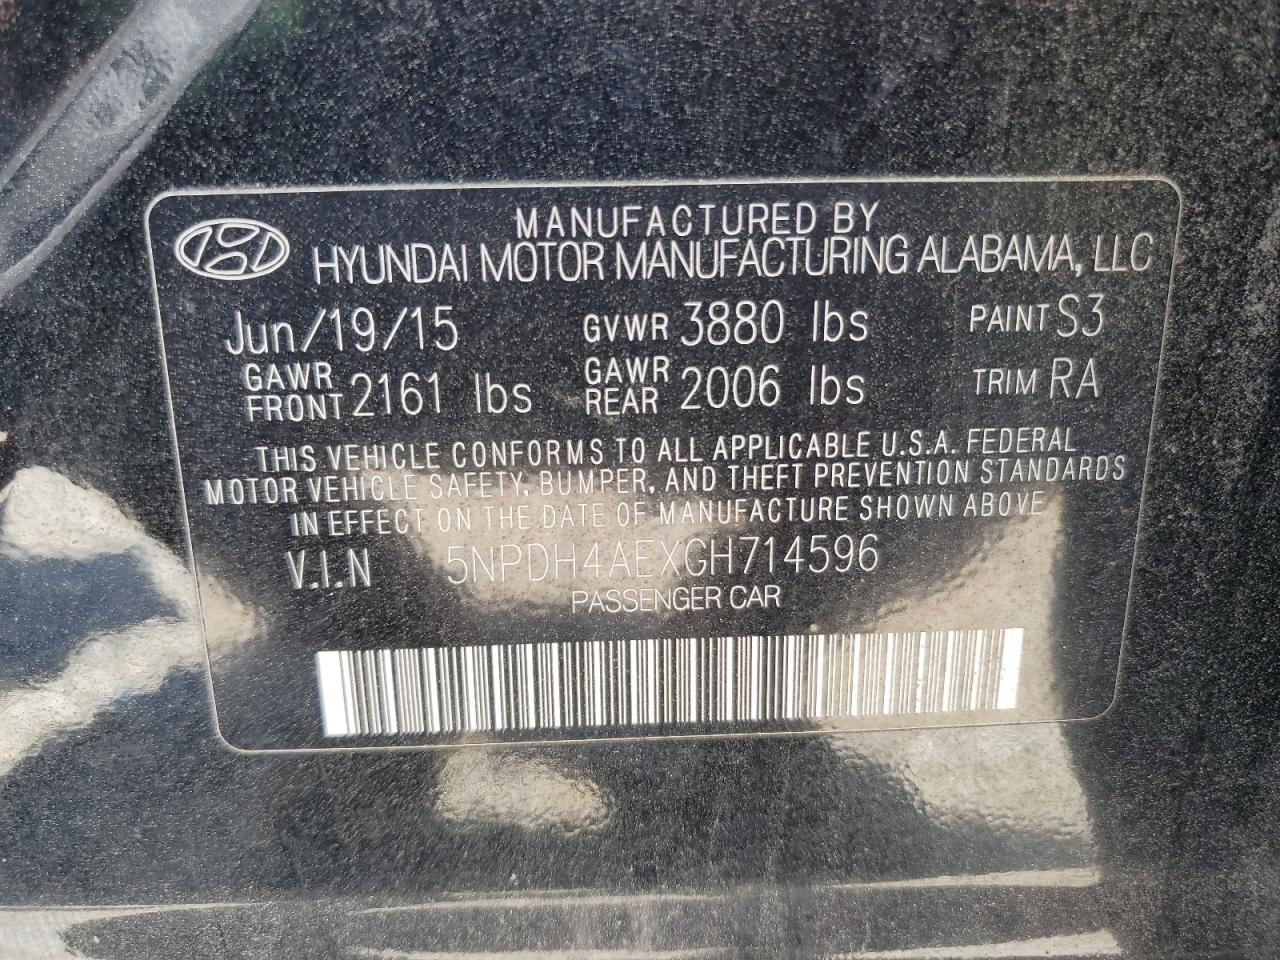 MANUFACTURED BY
HYUNDAI MOTOR MANUFACTURING ALABAMA, LLC
Jun/19/15 GVWR 3880 lbs PAINT S3
GAWR FRONT 2161 lbs GAWR REAR 2006 lbs TRIM RA
THIS VEHICLE CONFORMS TO ALL APPLICABLE U.S.A. FEDERAL
MOTOR VEHICLE SAFETY, BUMPER, AND THEFT PREVENTION STANDARDS
IN EFFECT ON THE DATE OF MANUFACTURE SHOWN ABOVE
V.I.N 5NPDH4AEXGH714596
PASSENGER CAR